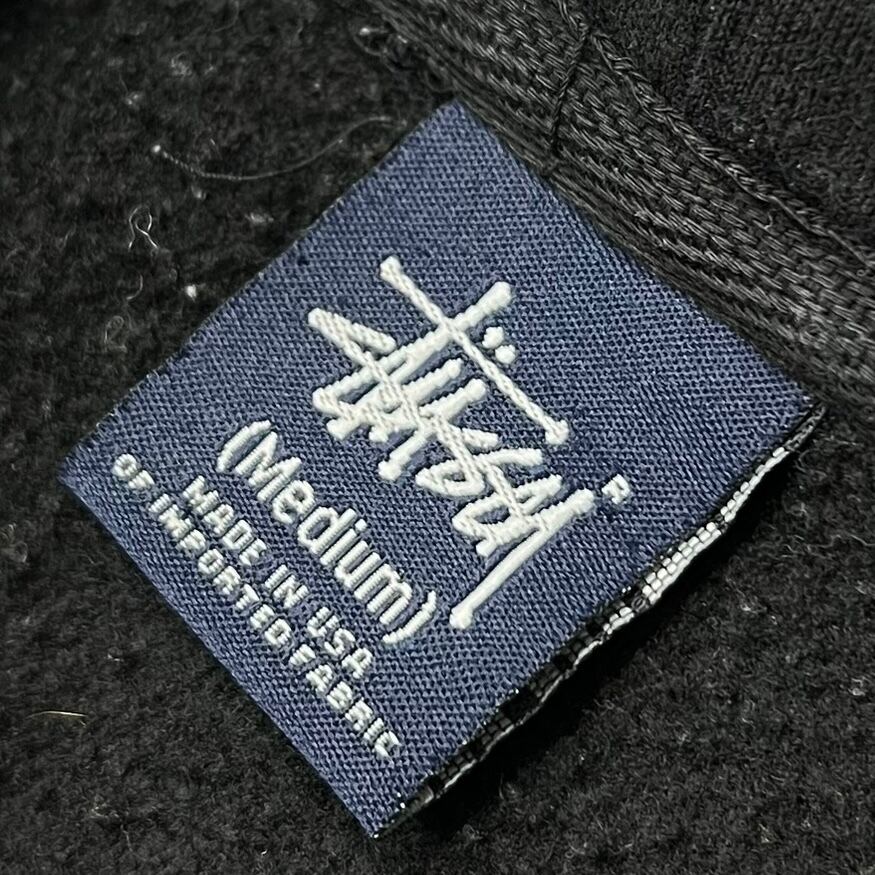 Stüssy
®
(Medium)
MADE IN USA
OF IMPORTED FABRIC